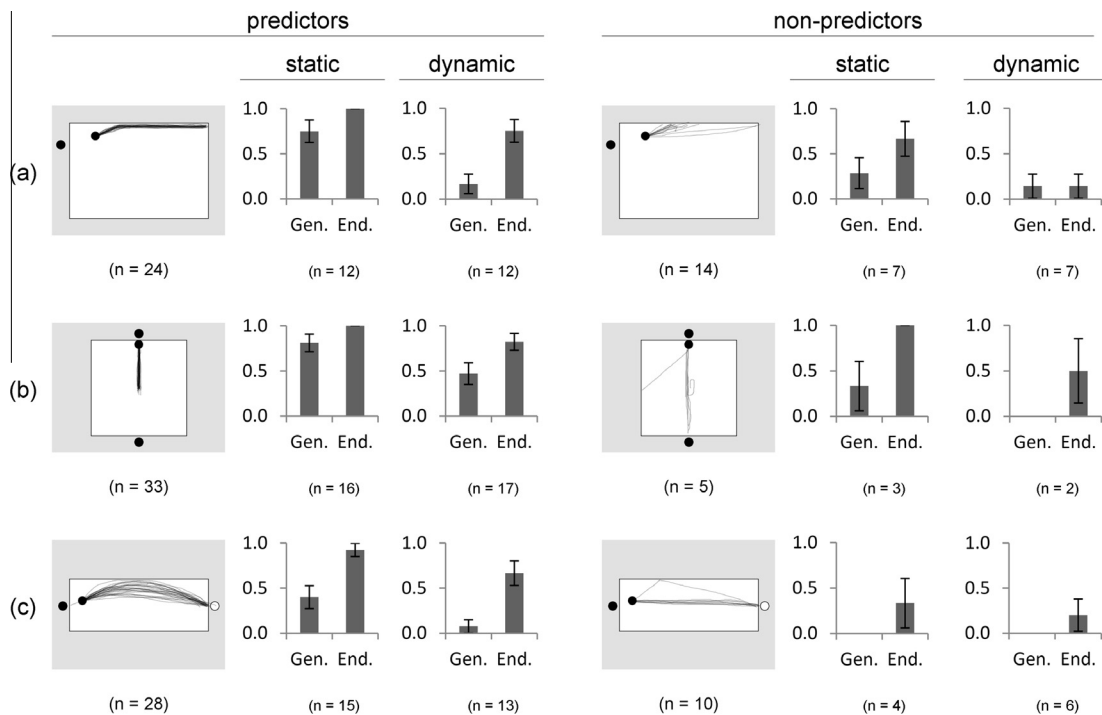 predictors non-predictors
static dynamic static dynamic
(a)
1.0 0.5 0.0 Gen. End.
1.0 0.5 0.0 Gen. End.
1.0 0.5 0.0 Gen. End.
1.0 0.5 0.0 Gen. End.
(n = 24) (n = 12) (n = 12) (n = 14) (n = 7) (n = 7)
(b)
1.0 0.5 0.0 Gen. End.
1.0 0.5 0.0 Gen. End.
1.0 0.5 0.0 Gen. End.
1.0 0.5 0.0 Gen. End.
(n = 33) (n = 16) (n = 17) (n = 5) (n = 3) (n = 2)
(c)
1.0 0.5 0.0 Gen. End.
1.0 0.5 0.0 Gen. End.
1.0 0.5 0.0 Gen. End.
1.0 0.5 0.0 Gen. End.
(n = 28) (n = 15) (n = 13) (n = 10) (n = 4) (n = 6)